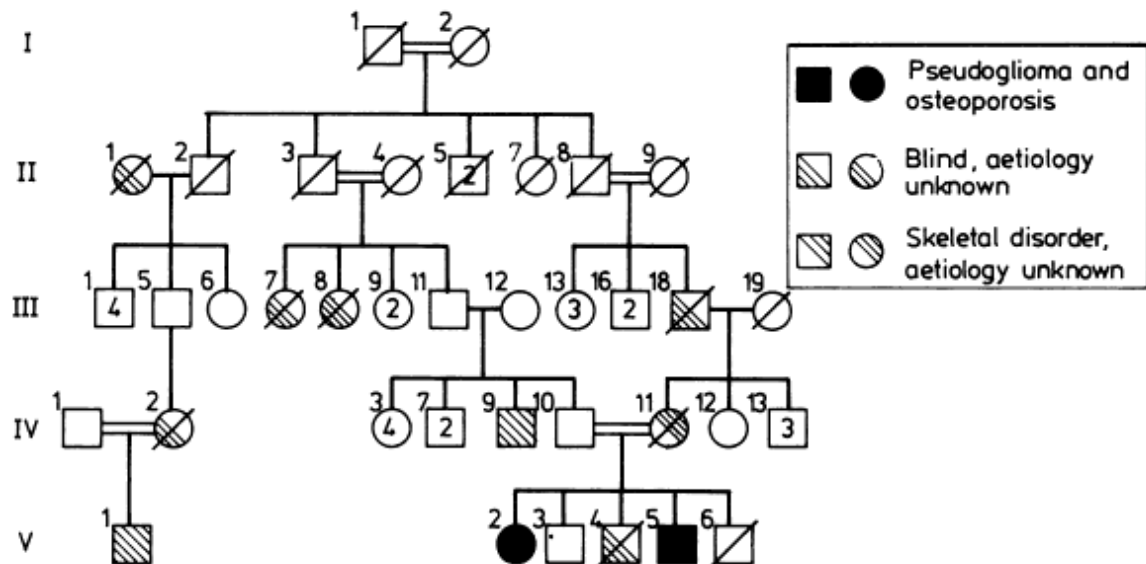 I 1 2
II 1 2 3 4 5 2 7 8 9
III 1 4 5 6 7 8 9 2 11 12 13 3 16 2 18 19
IV 1 2 3 4 7 2 9 10 11 12 13 3
V 1 2 3 4 5 6
Pseudoglioma and
osteoporosis
Blind, aetiology
unknown
Skeletal disorder,
aetiology unknown